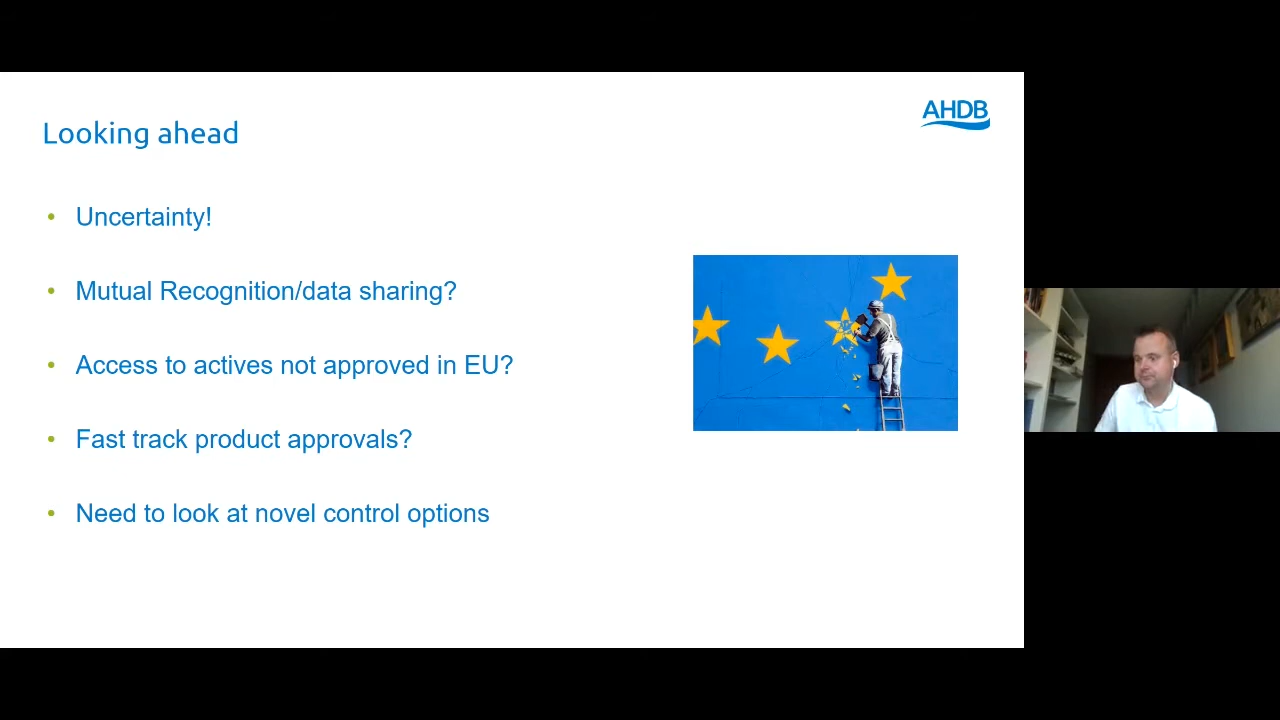 Looking ahead
AHDB
• Uncertainty!
• Mutual Recognition/data sharing?
• Access to actives not approved in EU?
• Fast track product approvals?
• Need to look at novel control options